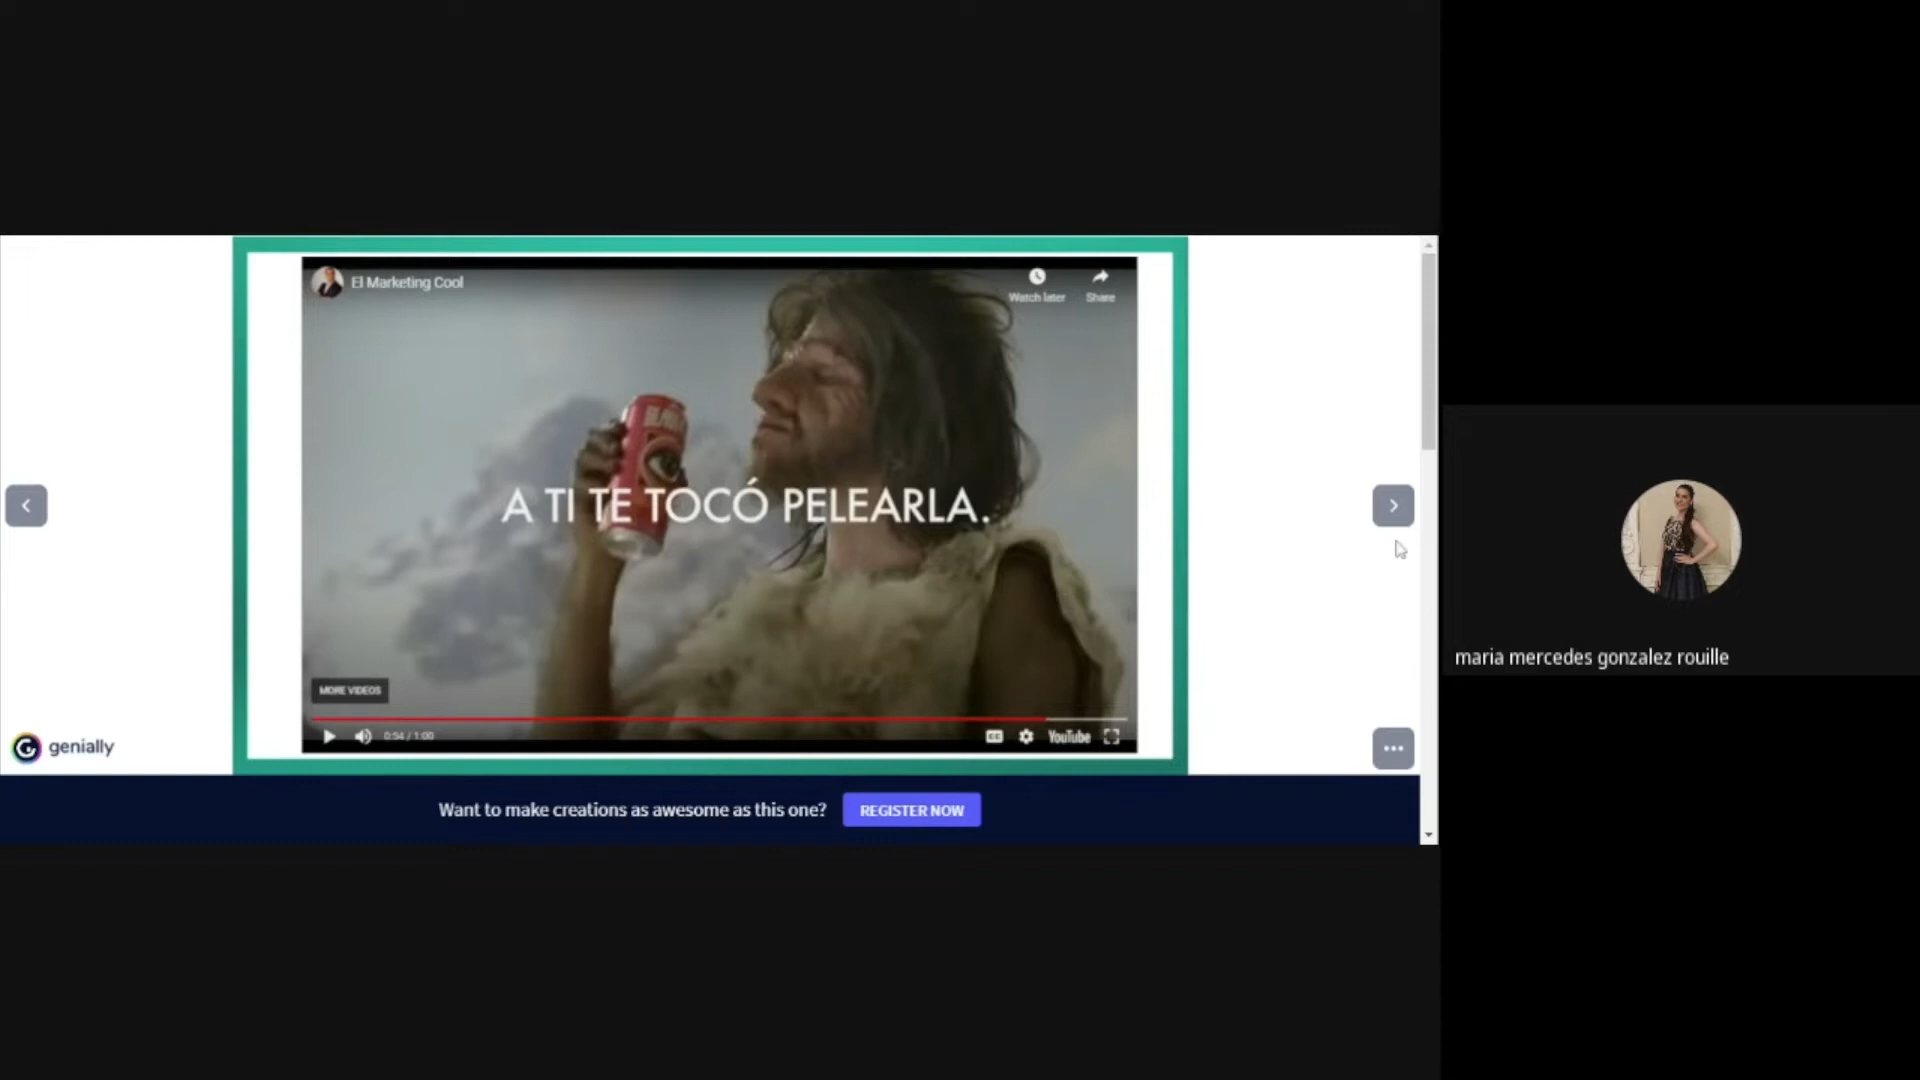 El Marketing Cool
Watch later
Share
A TI TE TOCÓ PELEARLA.
MORE VIDEOS
0:54 / 1:00
CC
YouTube
genially
Want to make creations as awesome as this one?
REGISTER NOW
maria mercedes gonzalez rouille